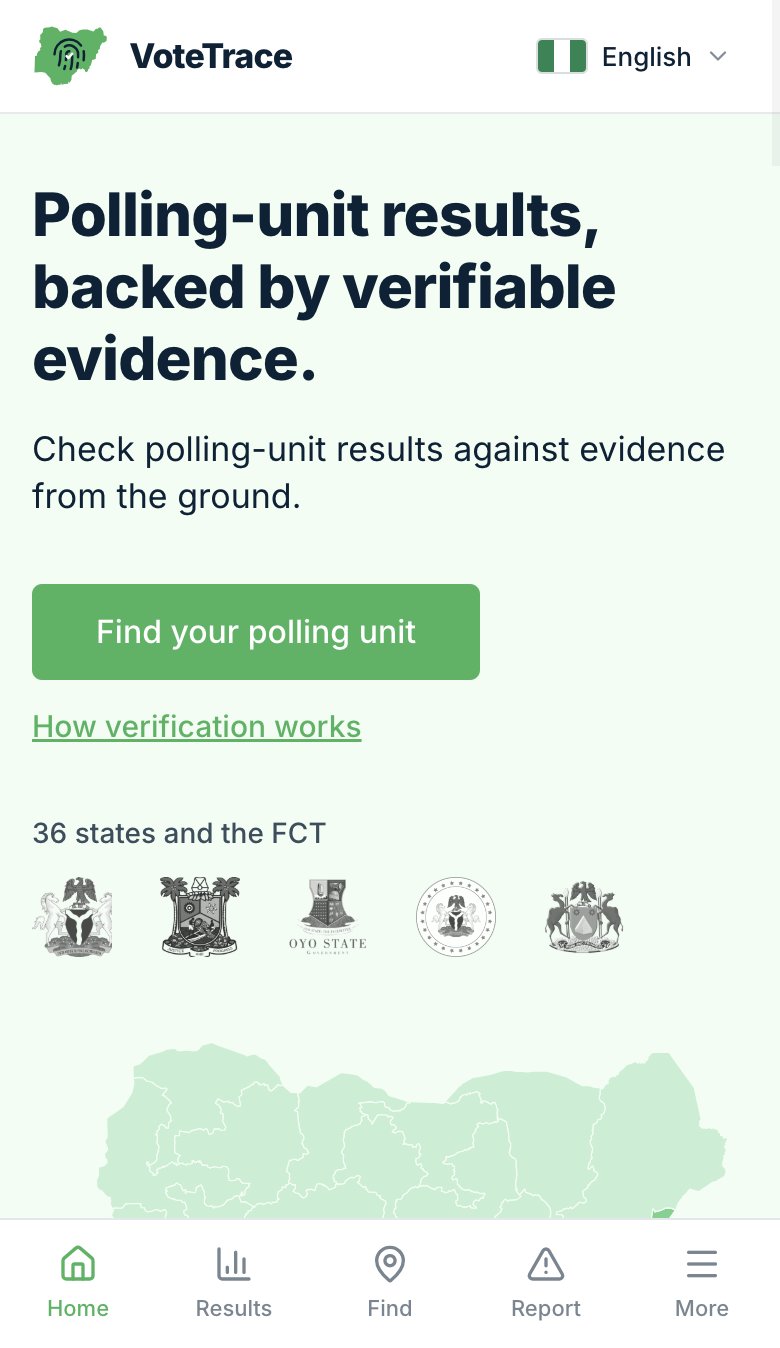 VoteTrace
English
Polling-unit results,
backed by verifiable
evidence.
Check polling-unit results against evidence
from the ground.
Find your polling unit
How verification works
36 states and the FCT
OYO STATE
GOVERNMENT
Home
Results
Find
Report
More